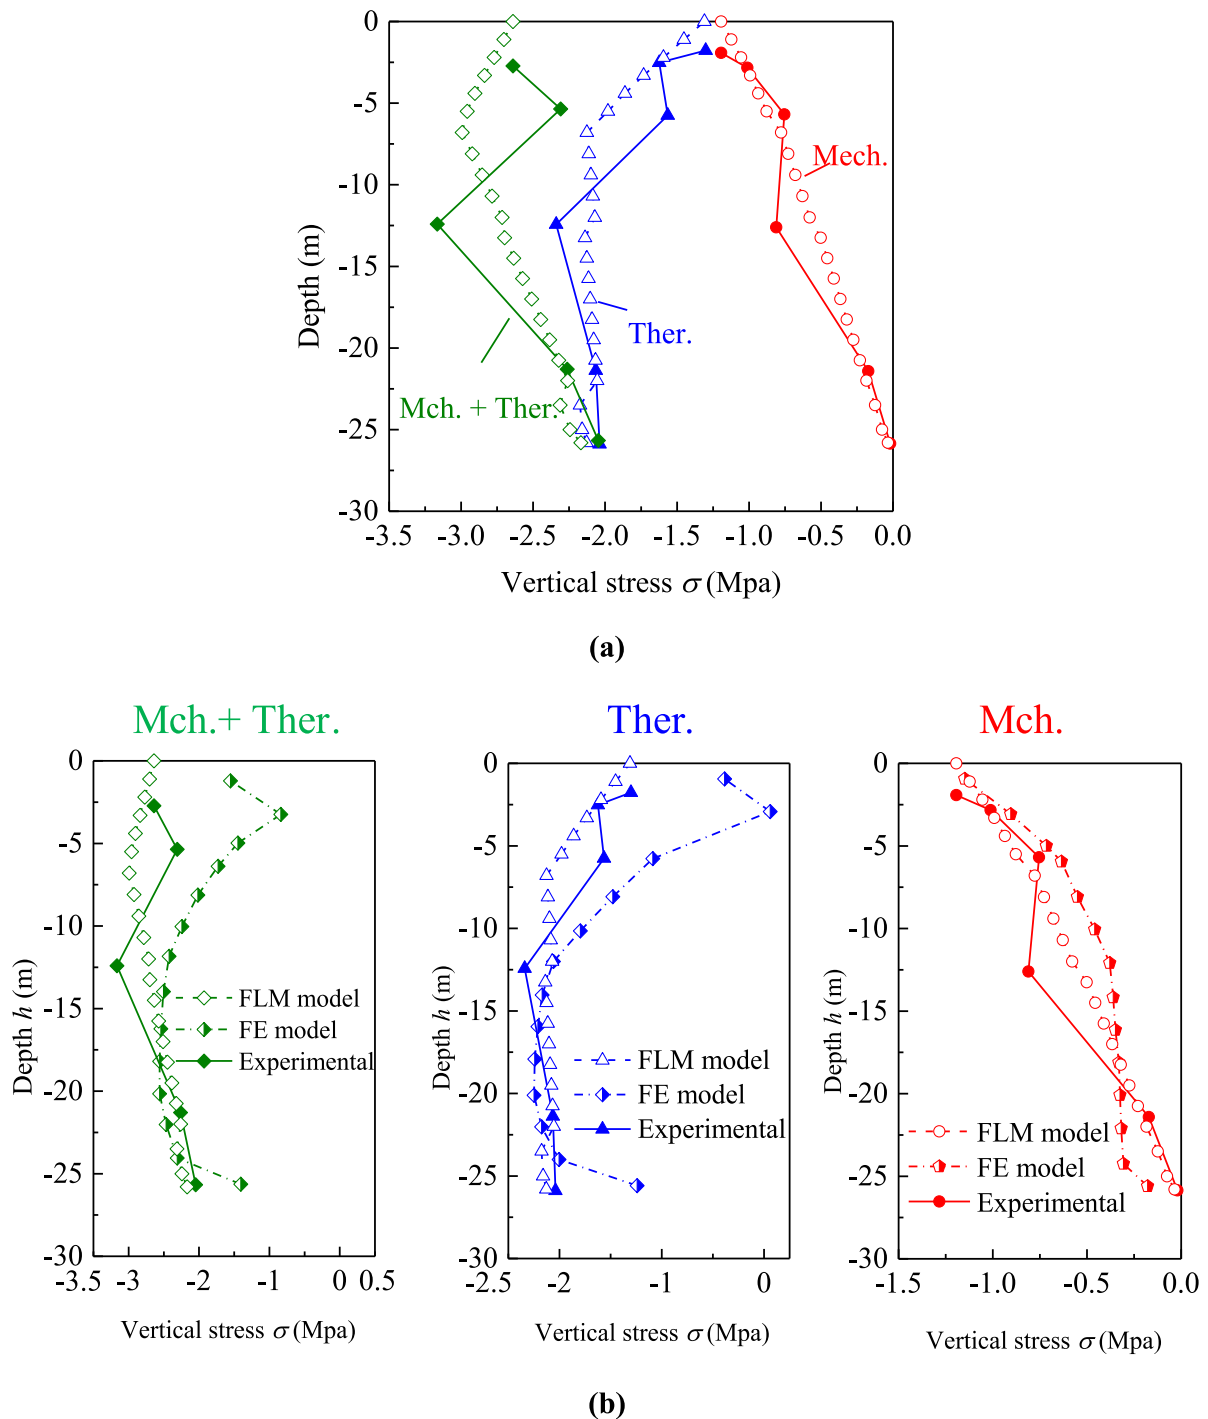 0
-5
-10
-15
-20
-25
-30
Depth (m)
Mech.
Ther.
Mch. + Ther.
-3.5 -3.0 -2.5 -2.0 -1.5 -1.0 -0.5 0.0
Vertical stress σ (Mpa)
(a)
Mch.+ Ther.
0
-5
-10
-15
-20
-25
-30
Depth h (m)
FLM model
FE model
Experimental
-3.5 -3 -2 -1 0 0.5
Vertical stress σ (Mpa)
Ther.
0
-5
-10
-15
-20
-25
-30
Depth h (m)
FLM model
FE model
Experimental
-2.5 -2 -1 0
Vertical stress σ (Mpa)
Mch.
0
-5
-10
-15
-20
-25
-30
Depth h (m)
FLM model
FE model
Experimental
-1.5 -1.0 -0.5 0.0
Vertical stress σ (Mpa)
(b)